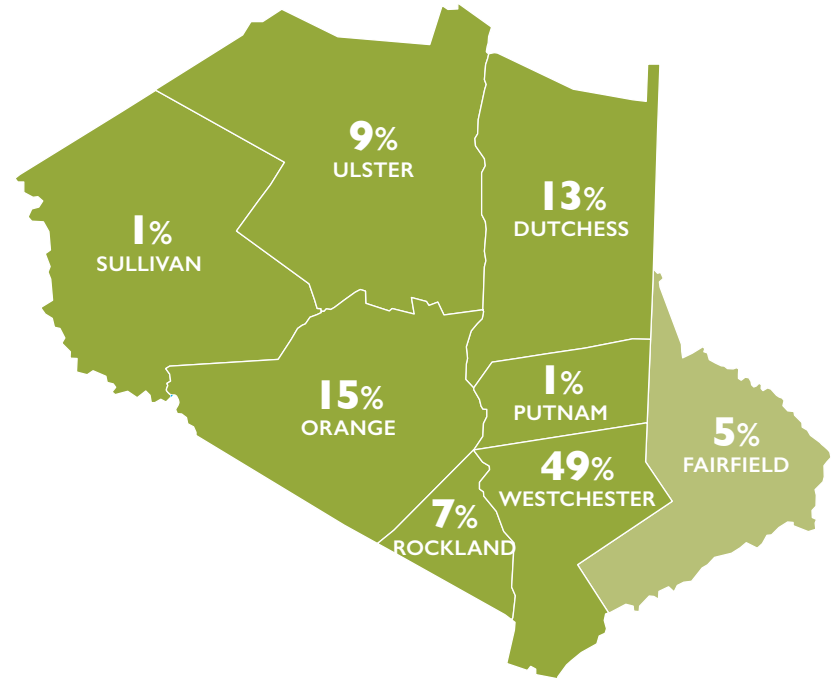 9%
ULSTER
13%
DUTCHESS
1%
SULLIVAN
15%
ORANGE
1%
PUTNAM
5%
FAIRFIELD
49%
WESTCHESTER
7%
ROCKLAND